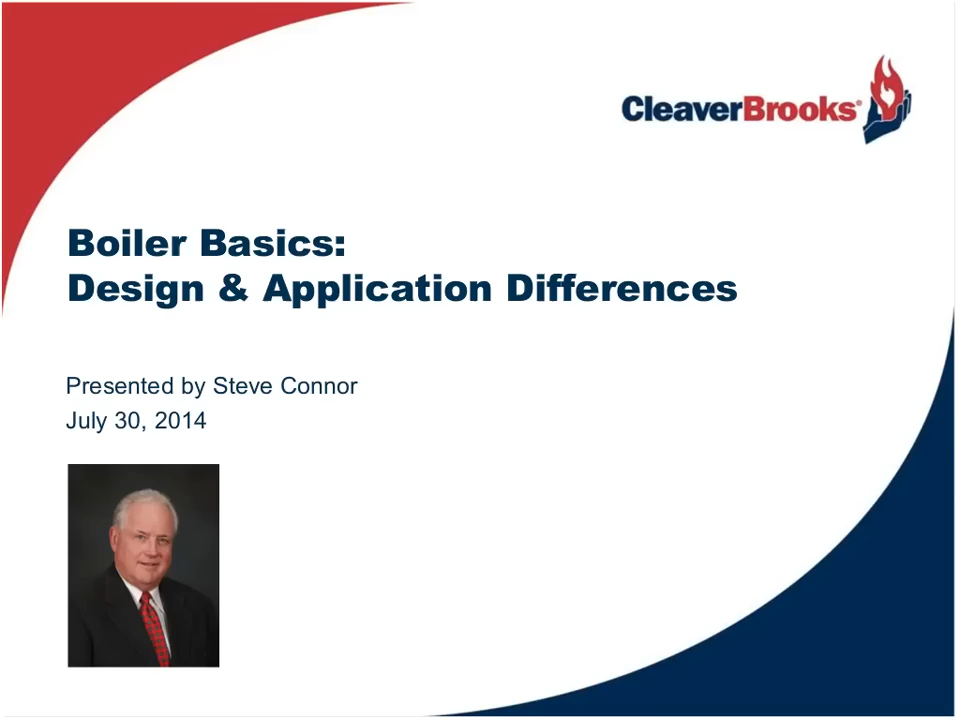 CleaverBrooks®
Boiler Basics:
Design & Application Differences
Presented by Steve Connor
July 30, 2014